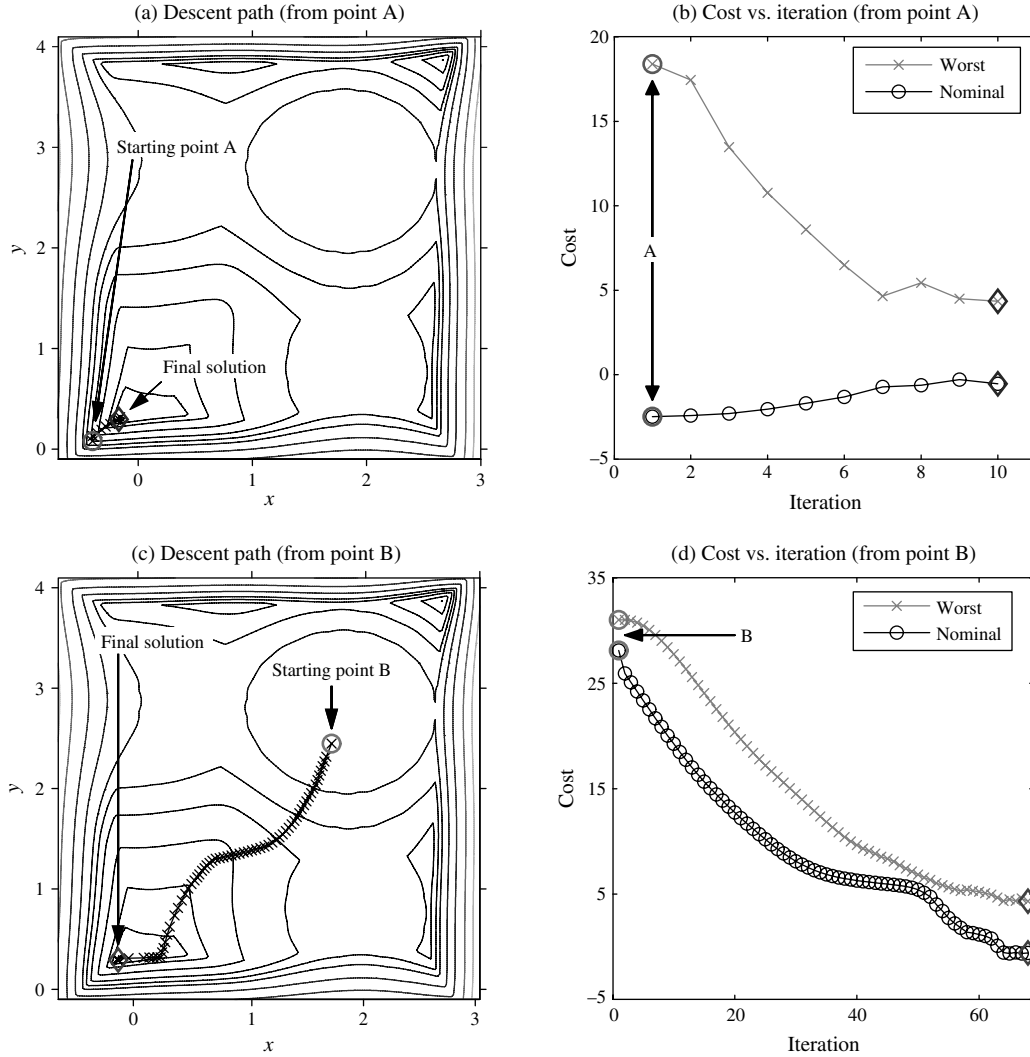 (a) Descent path (from point A)
4
3
2
1
0
y
Starting point A
Final solution
0
1
2
3
x
(b) Cost vs. iteration (from point A)
20
15
10
5
0
–5
Cost
Worst
Nominal
A
0
2
4
6
8
10
Iteration
(c) Descent path (from point B)
4
3
2
1
0
y
Final solution
Starting point B
0
1
2
3
x
(d) Cost vs. iteration (from point B)
35
25
15
5
–5
Cost
Worst
Nominal
B
0
20
40
60
Iteration